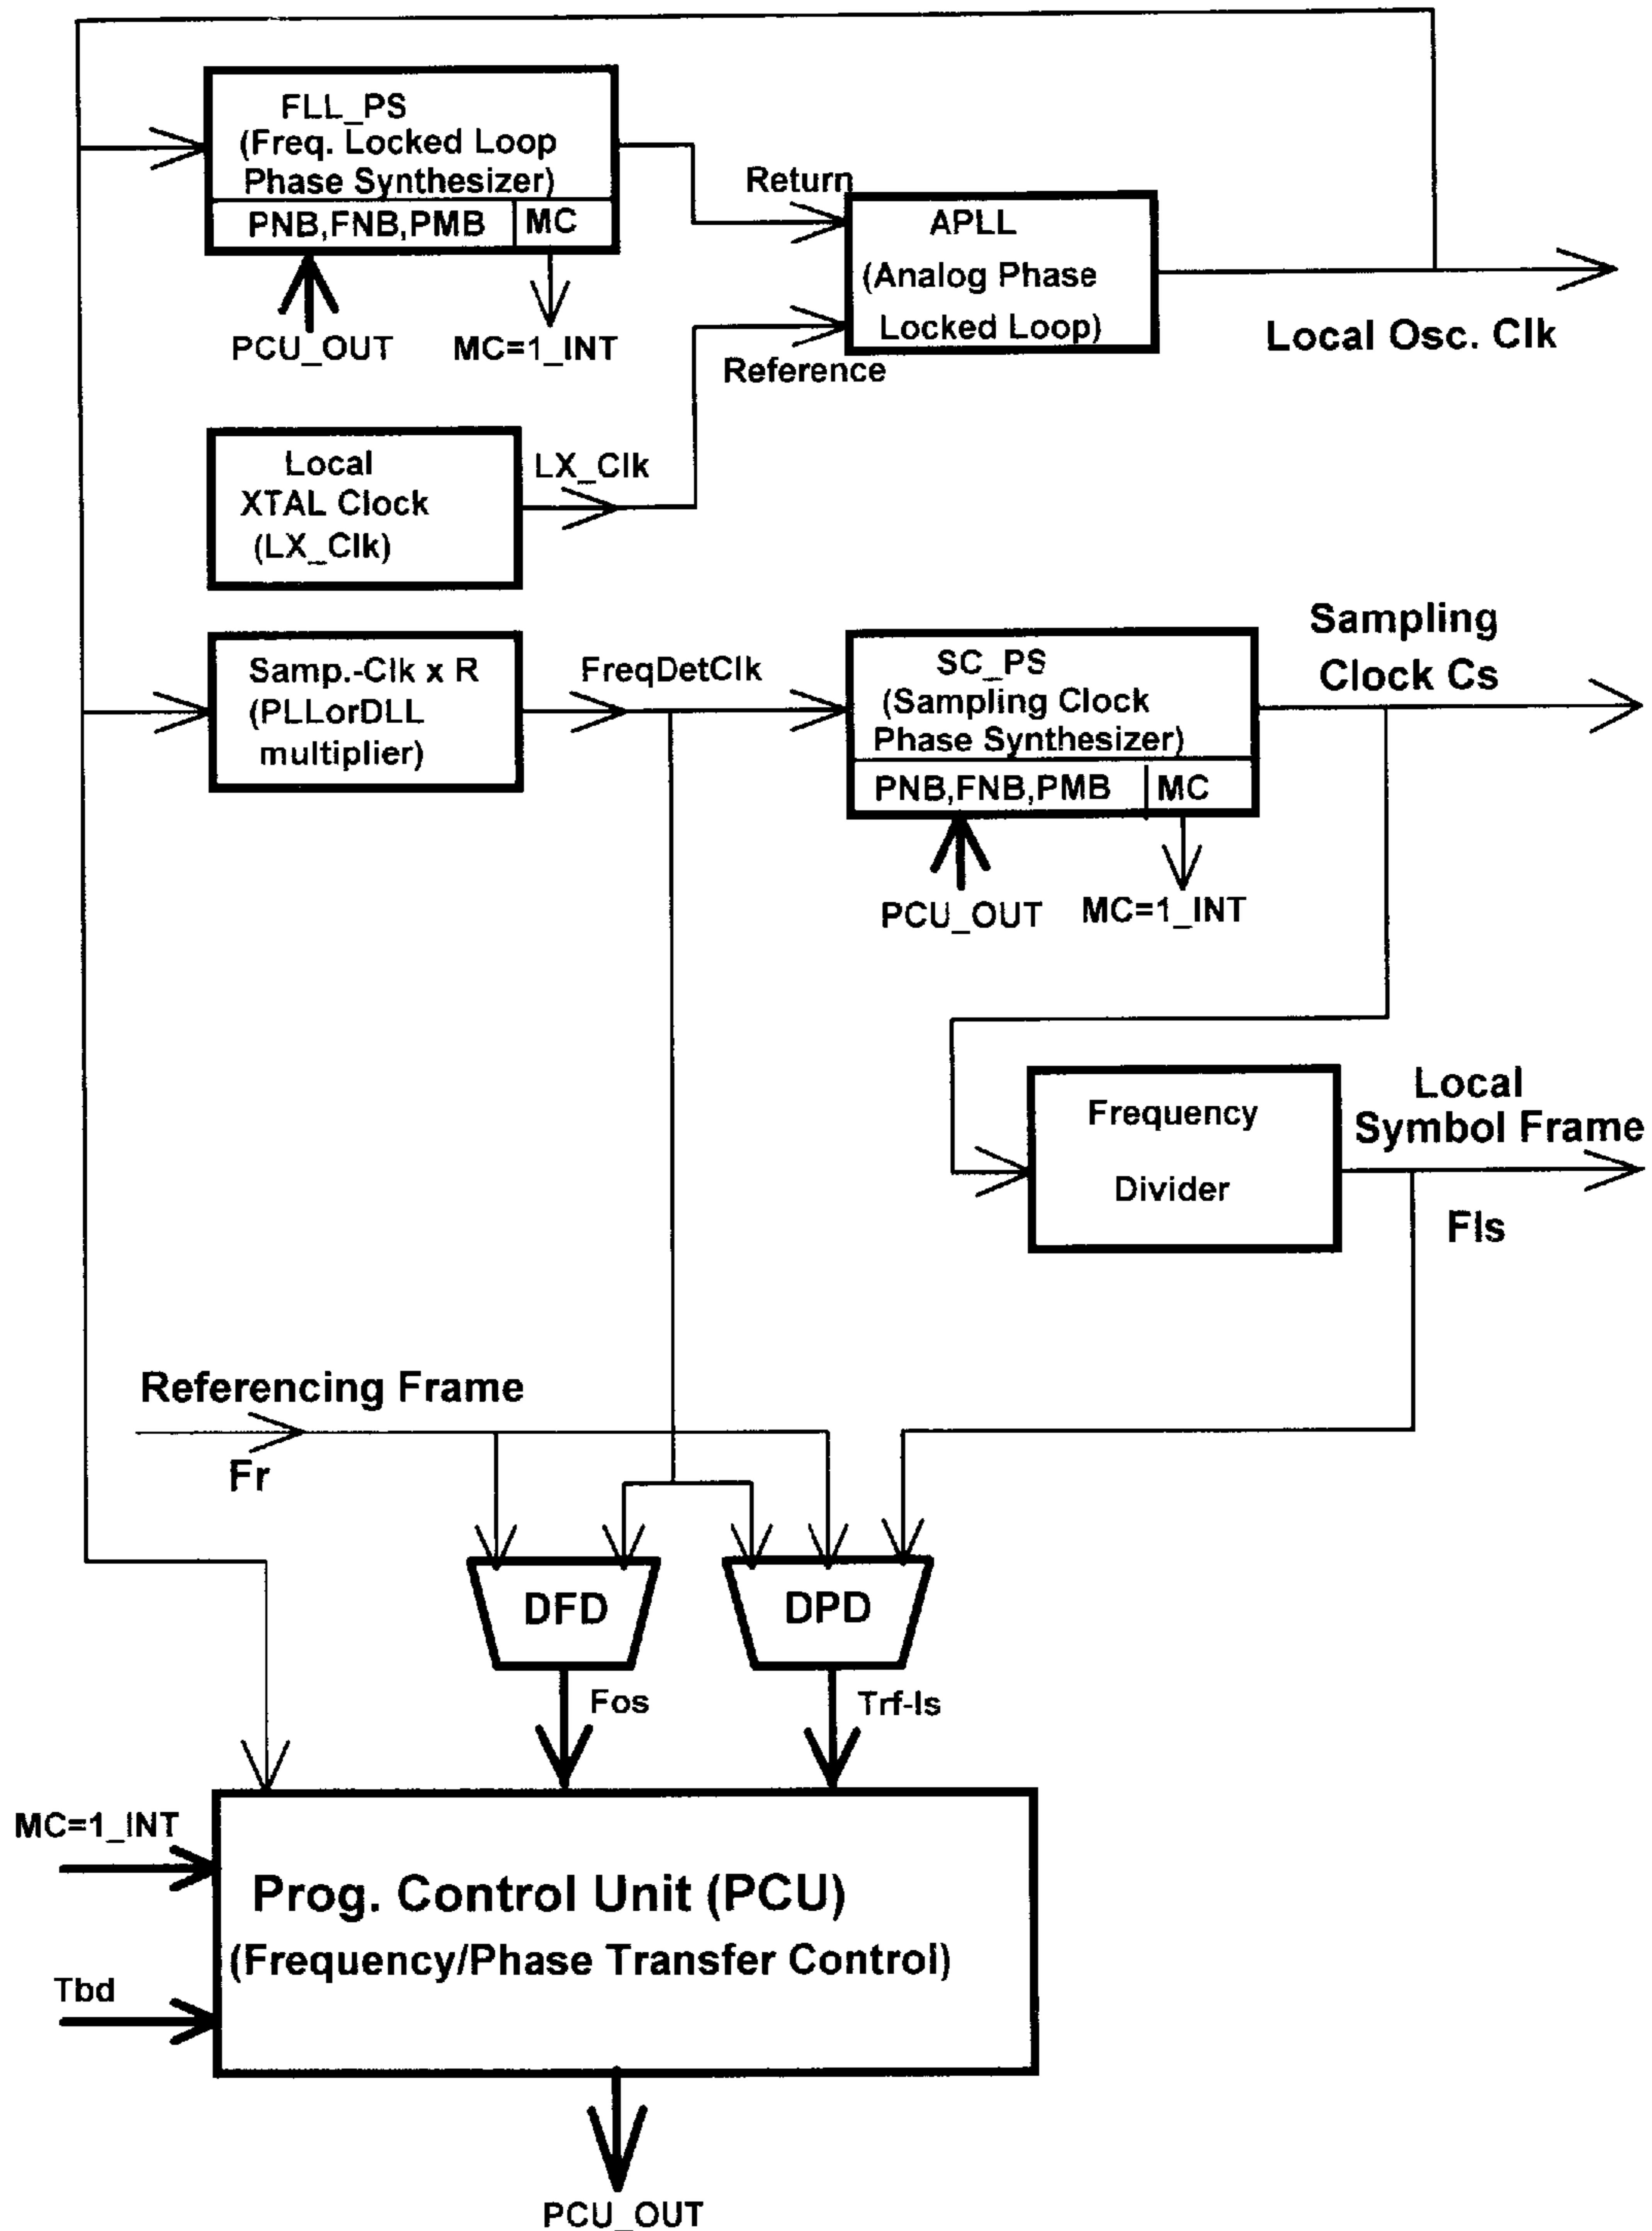 FLL_PS
(Freq. Locked Loop
Phase Synthesizer)
PNB,FNB,PMB
MC
PCU_OUT
MC=1_INT
Return
Reference
APLL
(Analog Phase
Locked Loop)
Local Osc. Clk
Local
XTAL Clock
(LX_Clk)
LX_Clk
Samp.-Clk x R
(PLLorDLL
multiplier)
FreqDetClk
SC_PS
(Sampling Clock
Phase Synthesizer)
PNB,FNB,PMB
MC
PCU_OUT
MC=1_INT
Sampling
Clock Cs
Frequency
Divider
Local
Symbol Frame
Fls
Referencing Frame
Fr
DFD
DPD
Fos
Trf-ls
MC=1_INT
Tbd
Prog. Control Unit (PCU)
(Frequency/Phase Transfer Control)
PCU_OUT